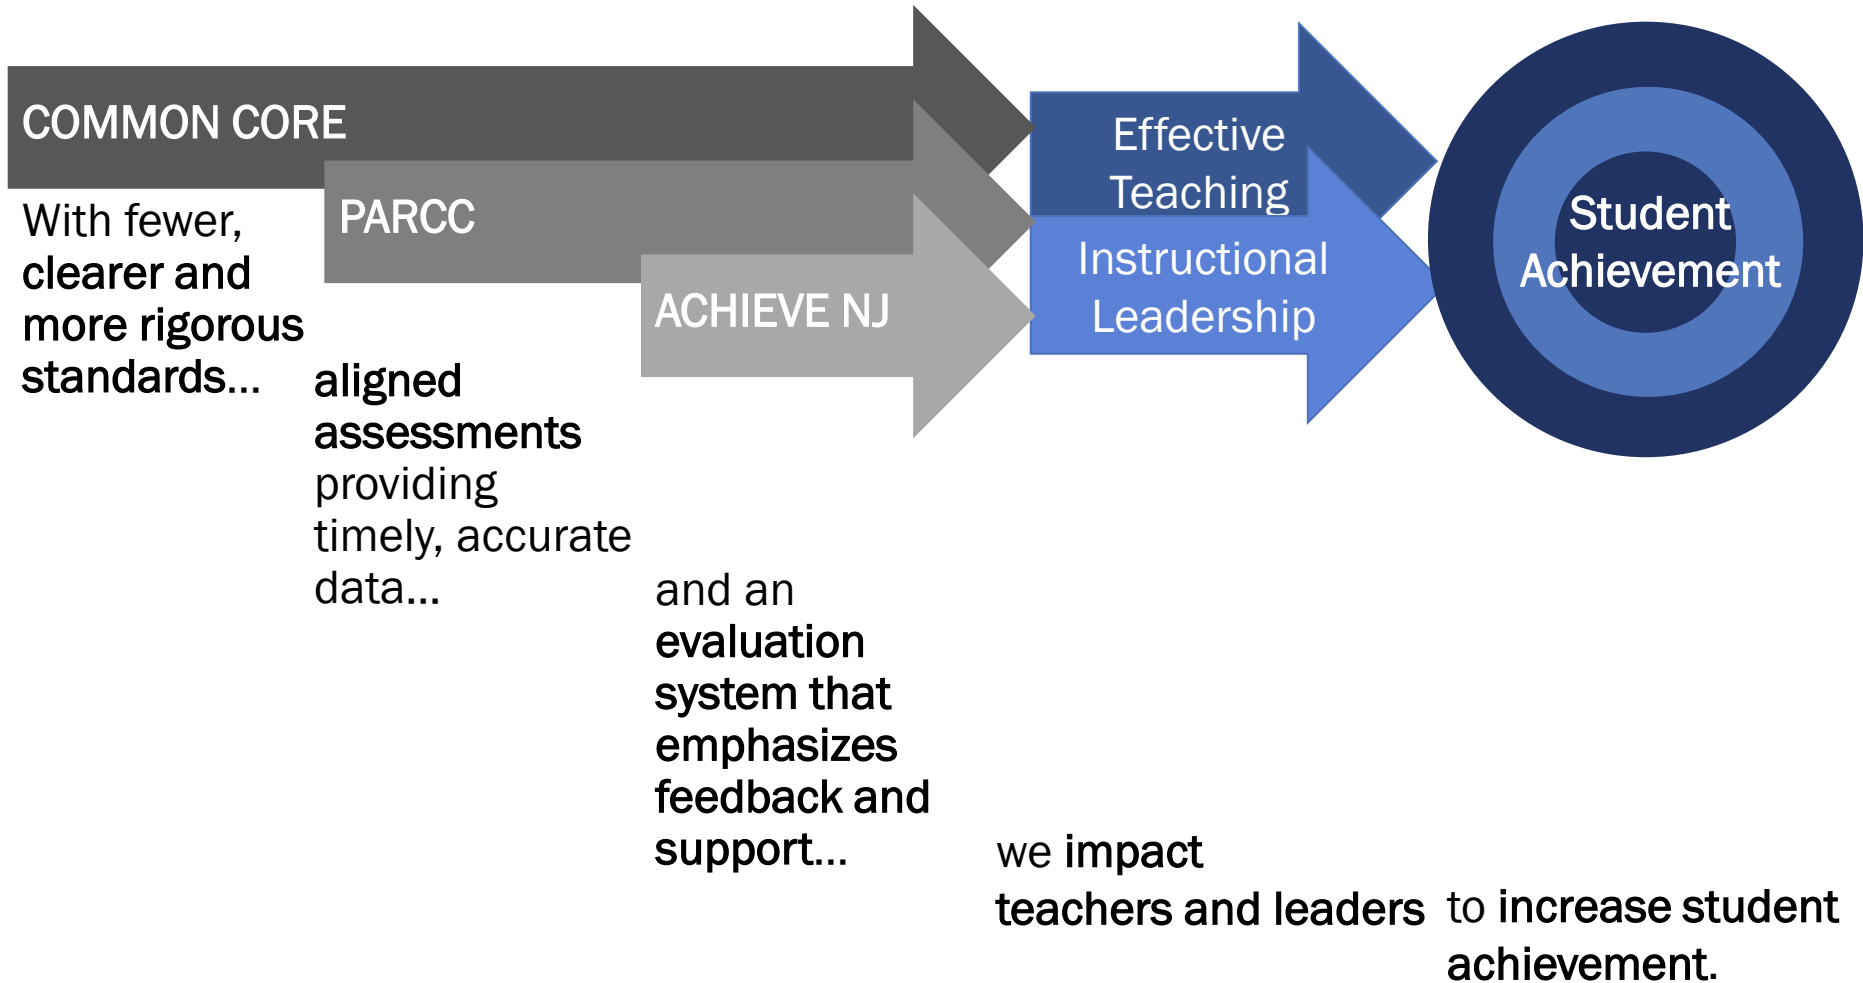 COMMON CORE
With fewer,
clearer and
more rigorous
standards...
PARCC
aligned
assessments
providing
timely, accurate
data...
ACHIEVE NJ
and an
evaluation
system that
emphasizes
feedback and
support...
Effective
Teaching
Instructional
Leadership
we impact
teachers and leaders
Student
Achievement
to increase student
achievement.